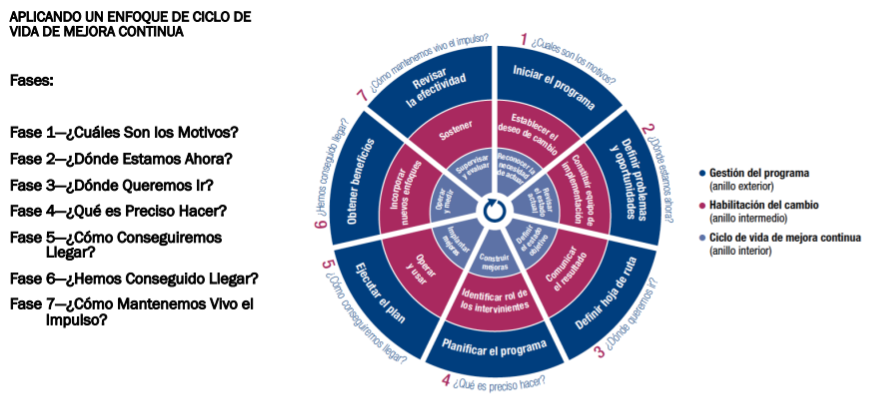 APLICANDO UN ENFOQUE DE CICLO DE
VIDA DE MEJORA CONTINUA
Fases:
Fase 1—¿Cuáles Son los Motivos?
Fase 2—¿Dónde Estamos Ahora?
Fase 3—¿Dónde Queremos Ir?
Fase 4—¿Qué es Preciso Hacer?
Fase 5—¿Cómo Conseguiremos
Llegar?
Fase 6—¿Hemos Conseguido Llegar?
Fase 7—¿Cómo Mantenemos Vivo el
Impulso?
1 ¿Cuáles son los motivos?
Iniciar el programa
Establecer el
deseo de cambio
Reconocer la
necesidad
de actuar
2 ¿Dónde estamos ahora?
Definir problemas
y oportunidades
Constituir equipo de
implementación
Revisar
el estado
actual
3 ¿Dónde queremos ir?
Definir hoja de ruta
Comunicar
el resultado
Definir
el estado
objetivo
4 ¿Qué es preciso hacer?
Planificar el programa
Identificar rol de
los intervinientes
Construir
mejoras
5 ¿Cómo conseguiremos llegar?
Ejecutar el plan
Operar
y usar
Implantar
mejoras
6 ¿Hemos conseguido llegar?
Obtener beneficios
Incorporar
nuevos enfoques
Operar
y medir
7 ¿Cómo mantenemos vivo el impulso?
Revisar
la efectividad
Sostener
Supervisar
y evaluar
Gestión del programa
(anillo exterior)
Habilitación del cambio
(anillo intermedio)
Ciclo de vida de mejora continua
(anillo interior)